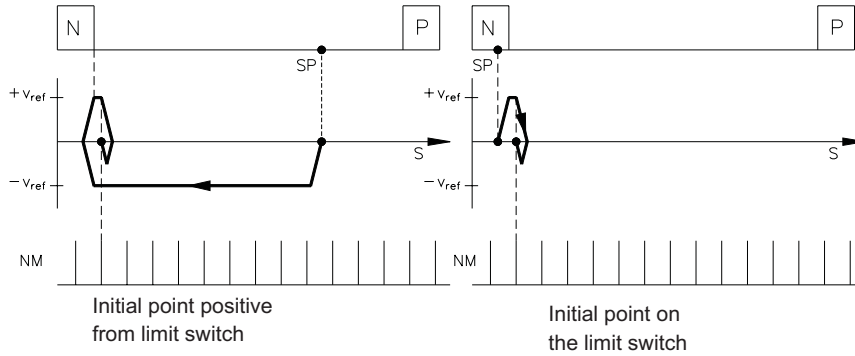 N
P
SP
+ vref
S
− vref
NM
Initial point positive
from limit switch
N
P
SP
+ vref
S
− vref
NM
Initial point on
the limit switch